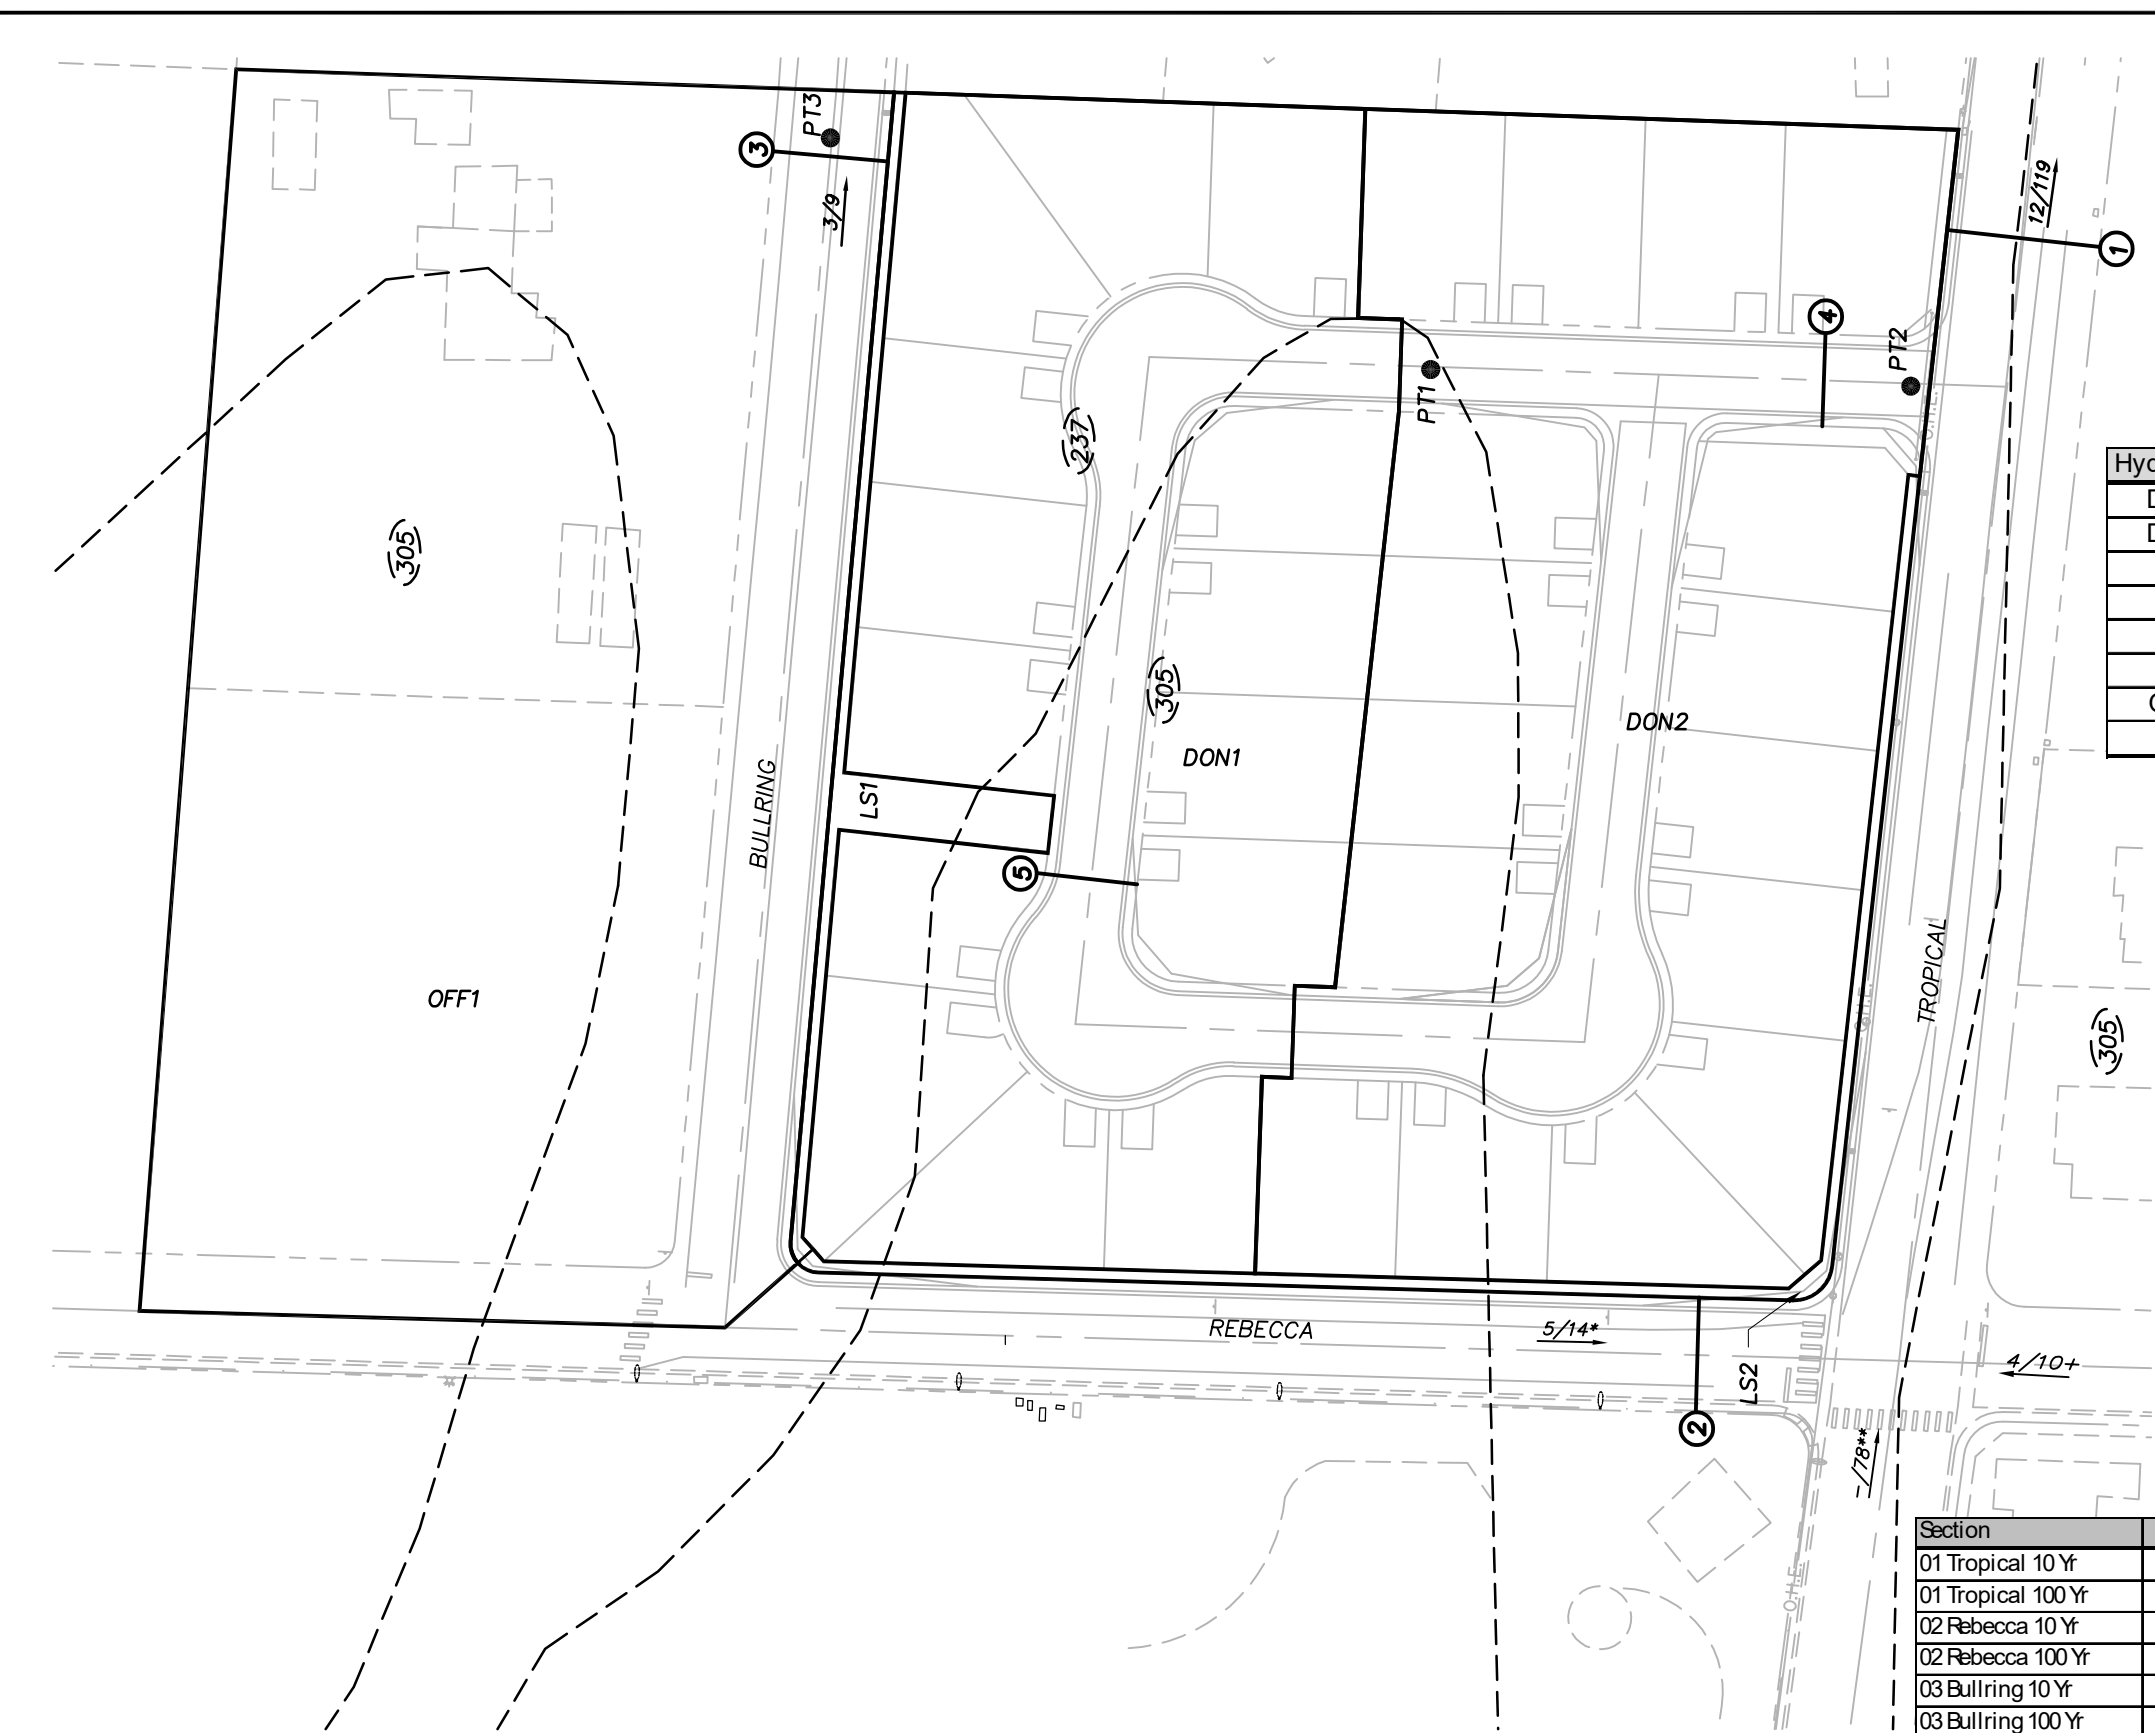 PT3
3
3/9
12/119
1
4
PT2
PT1
(237)
Hyd
(305)
(305)
DON2
DON1
LS1
BULLRING
5
TROPICAL
OFF1
(305)
REBECCA
5/14*
4/10+
LS2
2
-/78**
Section
01 Tropical 10 Yr
01 Tropical 100 Yr
02 Rebecca 10 Yr
02 Rebecca 100 Yr
03 Bullring 10 Yr
03 Bullring 100 Yr